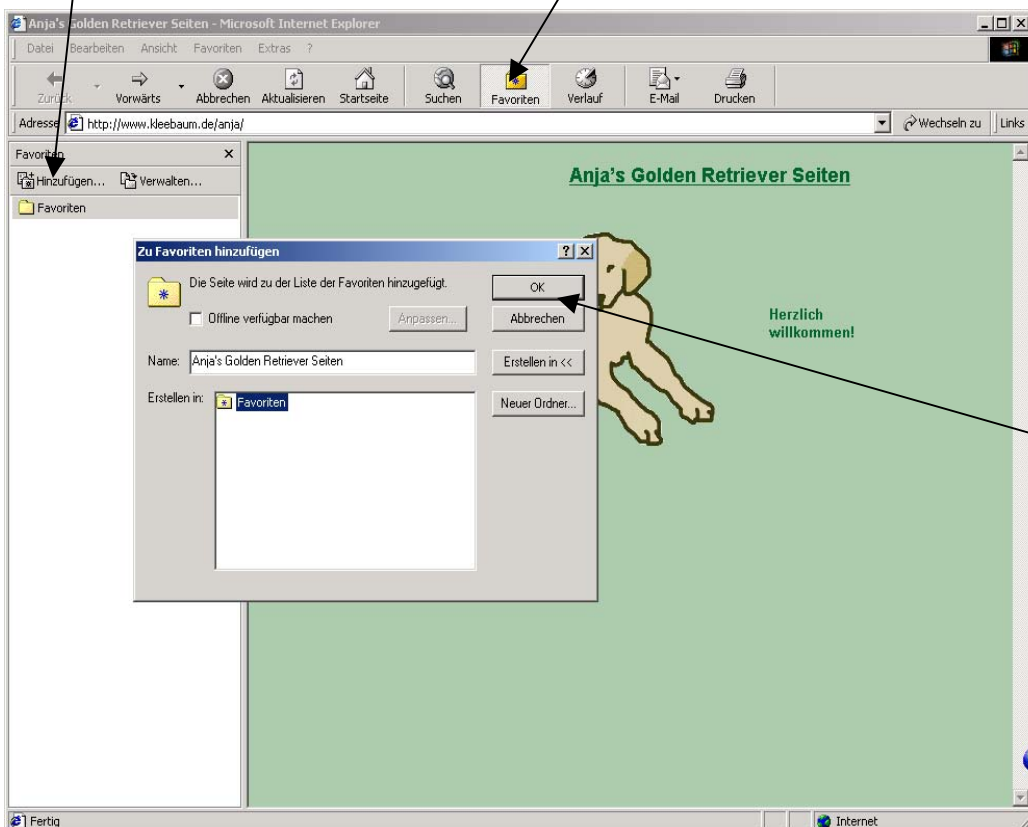 Anja's Golden Retriever Seiten - Microsoft Internet Explorer
Datei Bearbeiten Ansicht Favoriten Extras ?
Zurück Vorwärts Abbrechen Aktualisieren Startseite Suchen Favoriten Verlauf E-Mail Drucken
Adresse http://www.kleebaum.de/anja/ Wechseln zu Links
Favoriten
Hinzufügen... Verwalten...
Favoriten
Anja's Golden Retriever Seiten
Herzlich
willkommen!
Zu Favoriten hinzufügen
Die Seite wird zu der Liste der Favoriten hinzugefügt.
OK
Offline verfügbar machen Anpassen... Abbrechen
Name: Anja's Golden Retriever Seiten Erstellen in <<
Erstellen in: Favoriten Neuer Ordner...
Fertig Internet